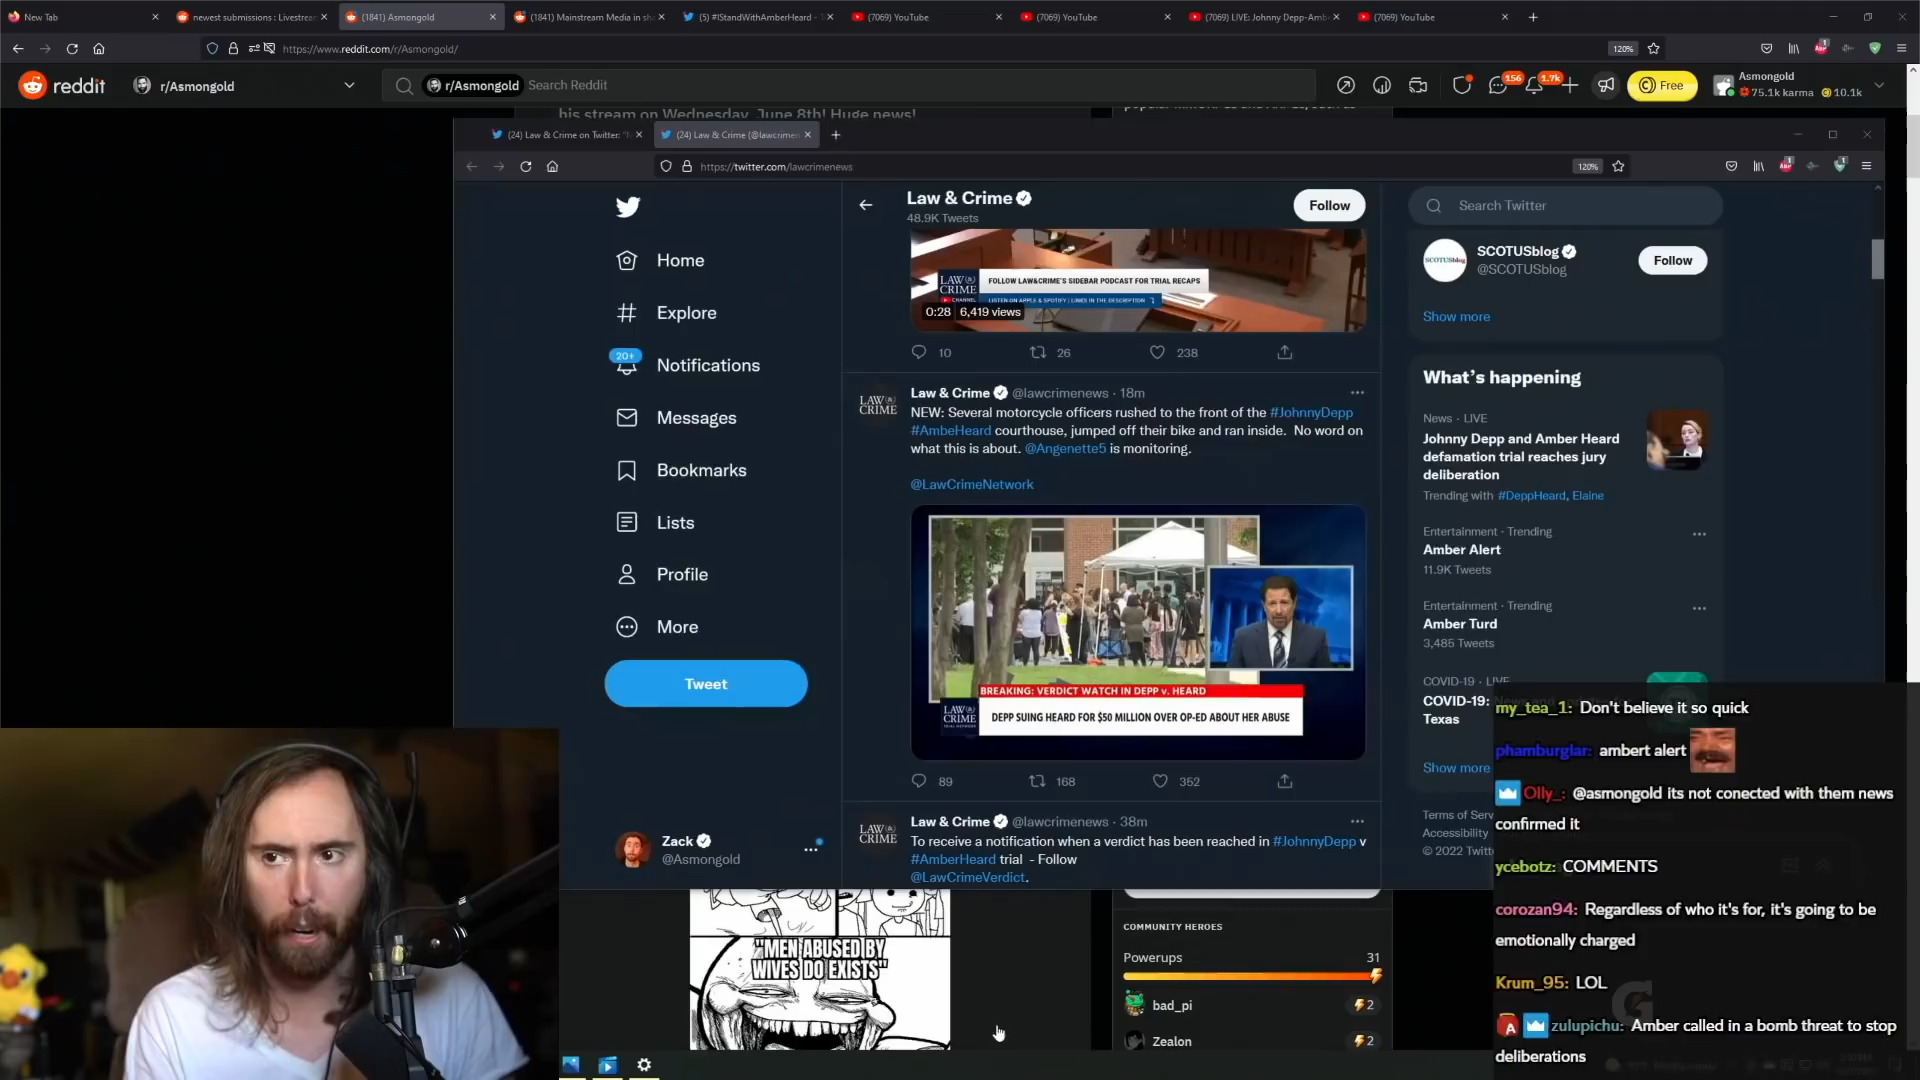 New Tab
newest submissions : Livestrea
(1841) Asmongold
(1841) Mainstream Media in sh
(5) #IStandWithAmberHeard - T
(7069) YouTube
(7069) YouTube
(7069) LIVE: Johnny Depp-Amb
(7069) YouTube
https://www.reddit.com/r/Asmongold/
120%
reddit
r/Asmongold
r/Asmongold
Search Reddit
156
1.7k
Free
Asmongold
75.1k karma
10.1k
his stream on Wednesday, June 8th! Huge news!
(24) Law & Crime on Twitter: "
(24) Law & Crime (@lawcrimen
https://twitter.com/lawcrimenews
120%
Home
Explore
20+
Notifications
Messages
Bookmarks
Lists
Profile
More
Tweet
Zack
@Asmongold
Law & Crime
48.9K Tweets
Follow
LAW&
CRIME
CHANNEL
FOLLOW LAW&CRIME'S SIDEBAR PODCAST FOR TRIAL RECAPS
LISTEN ON APPLE & SPOTIFY | LINKS IN THE DESCRIPTION
0:28
6,419 views
10
26
238
LAW&
CRIME
Law & Crime @lawcrimenews · 18m
NEW: Several motorcycle officers rushed to the front of the #JohnnyDepp
#AmbeHeard courthouse, jumped off their bike and ran inside. No word on
what this is about. @Angenette5 is monitoring.
@LawCrimeNetwork
BREAKING: VERDICT WATCH IN DEPP v. HEARD
LAW&
CRIME
DEPP SUING HEARD FOR $50 MILLION OVER OP-ED ABOUT HER ABUSE
89
168
352
LAW&
CRIME
Law & Crime @lawcrimenews · 38m
To receive a notification when a verdict has been reached in #JohnnyDepp v
#AmberHeard trial - Follow
@LawCrimeVerdict.
Search Twitter
SCOTUSblog
SCOTUSblog
@SCOTUSblog
Follow
Show more
What's happening
News · LIVE
Johnny Depp and Amber Heard
defamation trial reaches jury
deliberation
Trending with #DeppHeard, Elaine
Entertainment · Trending
Amber Alert
11.9K Tweets
Entertainment · Trending
Amber Turd
3,485 Tweets
COVID-19 · LIVE
COVID-19:
Texas
Show more
Terms of Serv
Accessibility
© 2022 Twitt
"MEN ABUSED BY
WIVES DO EXISTS"
COMMUNITY HEROES
Powerups
31
bad_pi
2
Zealon
2
my_tea_1: Don't believe it so quick
phamburglar: ambert alert
Olly_: @asmongold its not conected with them news
confirmed it
ycebotz: COMMENTS
corozan94: Regardless of who it's for, it's going to be
emotionally charged
Krum_95: LOL
zulupichu: Amber called in a bomb threat to stop
deliberations